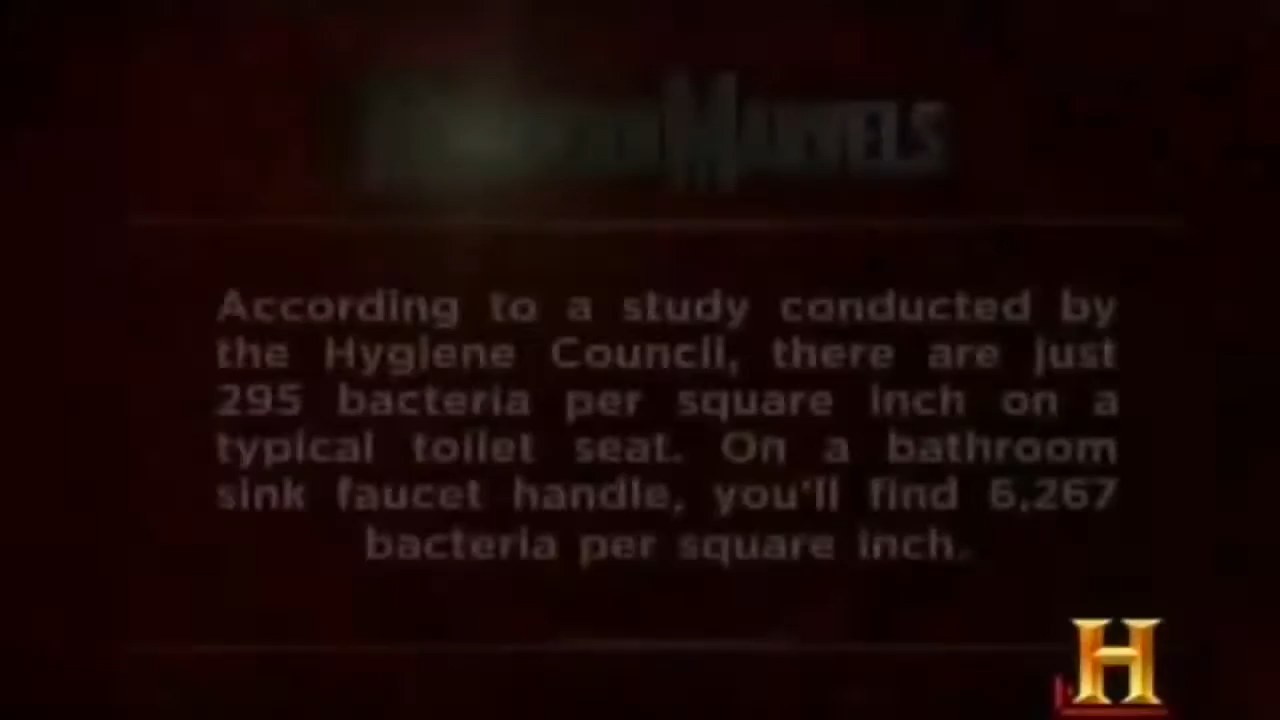 MARVELS
According to a study conducted by
the Hygiene Council, there are just
295 bacteria per square inch on a
typical toilet seat. On a bathroom
sink faucet handle, you'll find 6,267
bacteria per square inch.
H